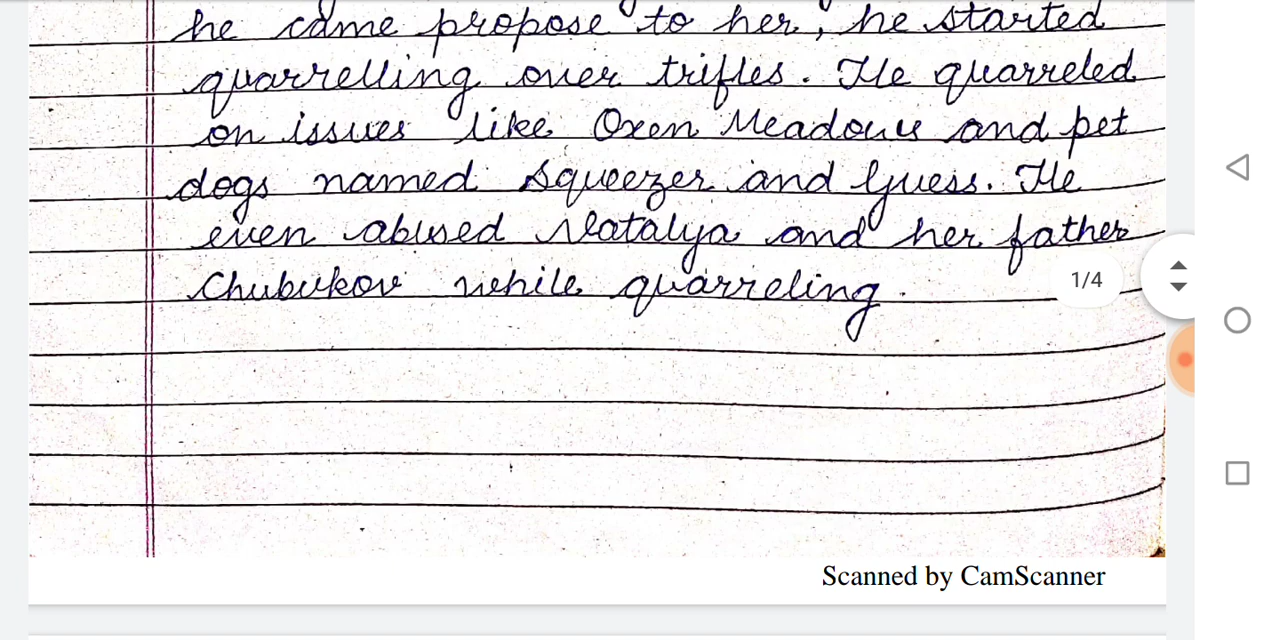 he came propose to her, he started
quarrelling over trifles. He quarreled
on issues like Oxen Meadows and pet
dogs named Squeezer and Guess. He
even abused Natalya and her father
Chubukov while quarreling.
1/4
Scanned by CamScanner